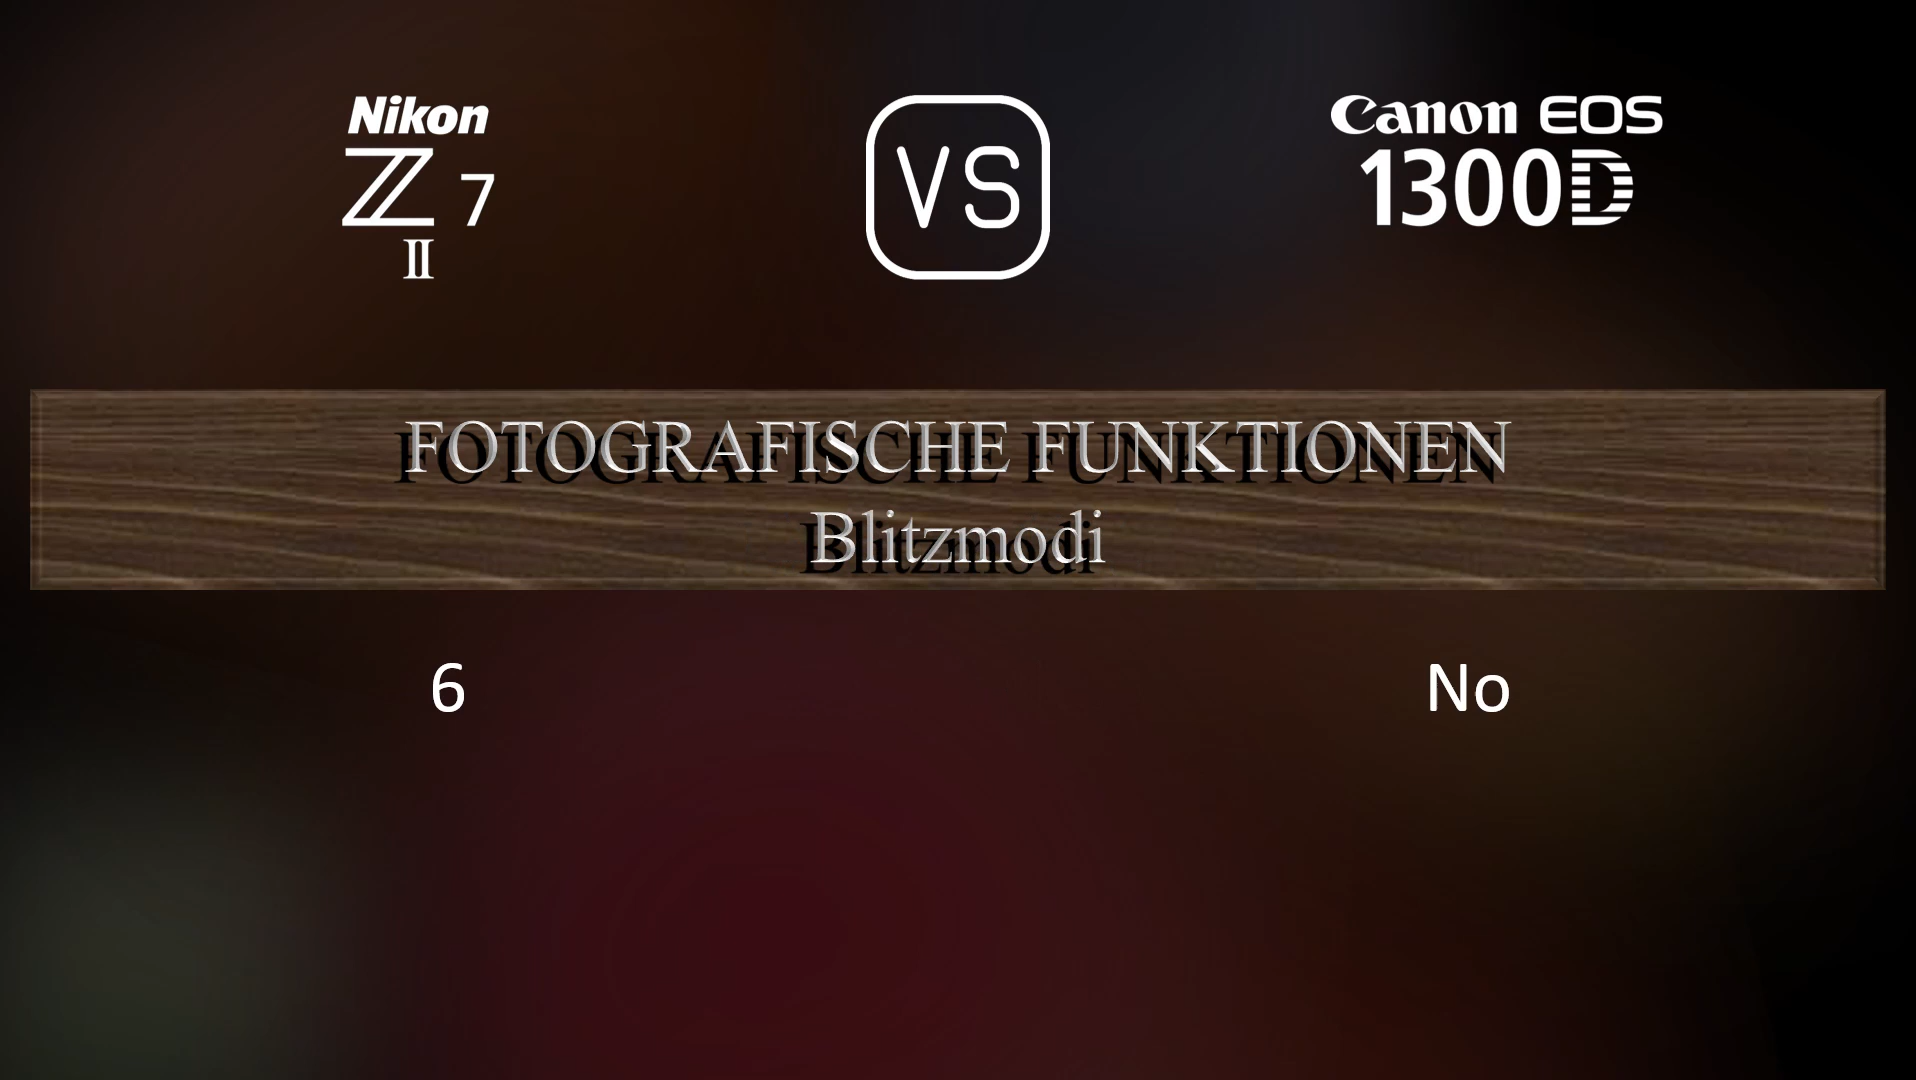 Nikon
Z 7
II
VS
Canon EOS
1300D
FOTOGRAFISCHE FUNKTIONEN
Blitzmodi
6
No